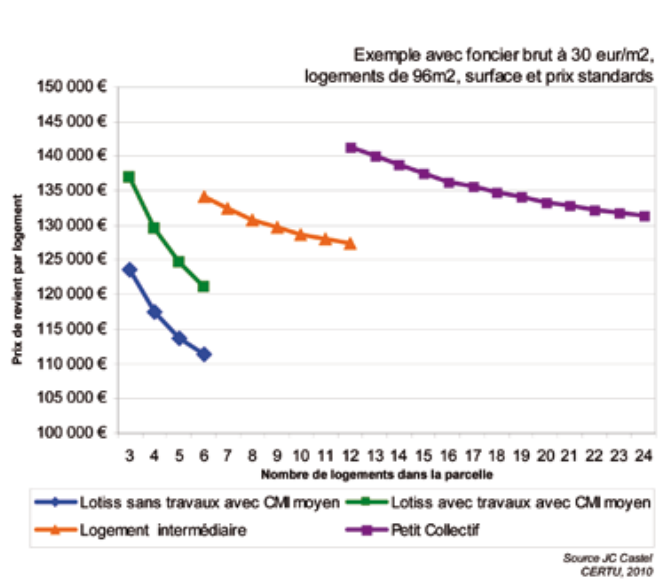 Exemple avec foncier brut à 30 eur/m2,
logements de 96m2, surface et prix standards
Prix de revient par logement
150 000 €
145 000 €
140 000 €
135 000 €
130 000 €
125 000 €
120 000 €
115 000 €
110 000 €
105 000 €
100 000 €
3 4 5 6 7 8 9 10 11 12 13 14 15 16 17 18 19 20 21 22 23 24
Nombre de logements dans la parcelle
Lotiss sans travaux avec CMI moyen Lotiss avec travaux avec CMI moyen
Logement intermédiaire Petit Collectif
Source JC Castel
CERTU, 2010